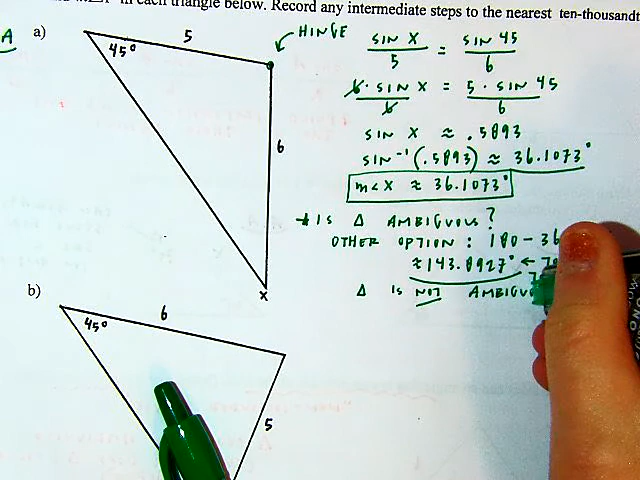 in each triangle below. Record any intermediate steps to the nearest ten-thousandt
A a)
5
HINGE
45°
6
x
SIN X / 5 = SIN 45 / 6
6 · SIN X / 6 = 5 · SIN 45 / 6
SIN X ≈ .5893
SIN⁻¹(.5893) ≈ 36.1073°
m∠X ≈ 36.1073°
* IS Δ AMBIGUOUS?
OTHER OPTION: 180 - 36
≈ 143.8927° ←
Δ IS NOT AMBIGUO
b)
6
45°
5